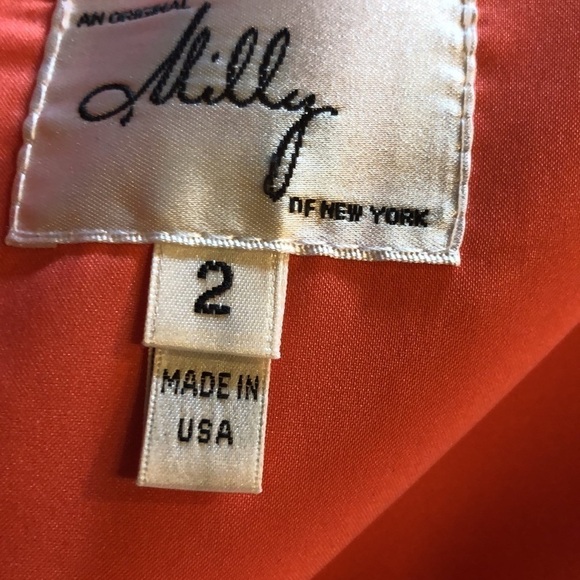 AN ORIGINAL
Milly
OF NEW YORK
2
MADE IN
USA